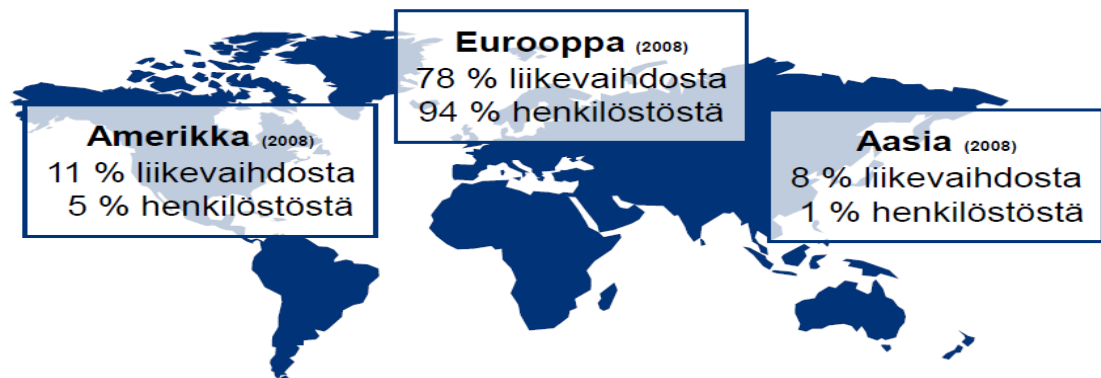 Eurooppa (2008)
78 % liikevaihdosta
94 % henkilöstöstä
Amerikka (2008)
11 % liikevaihdosta
5 % henkilöstöstä
Aasia (2008)
8 % liikevaihdosta
1 % henkilöstöstä